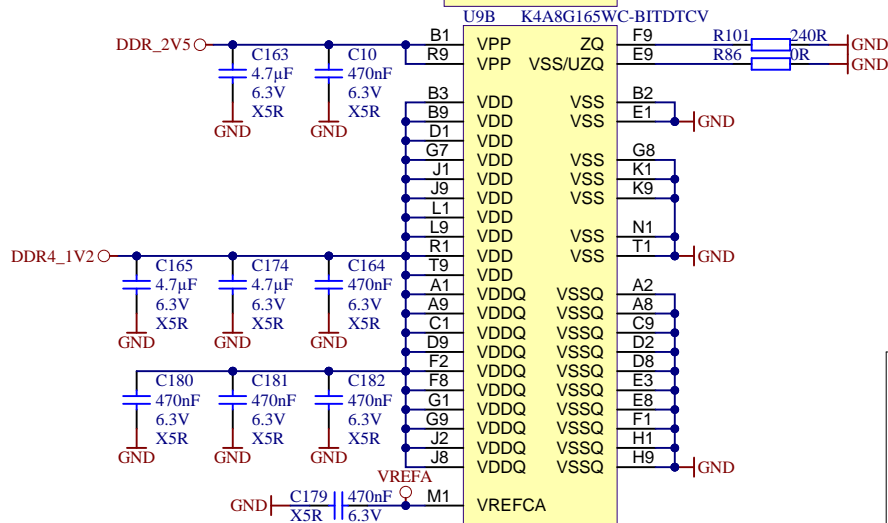 U9B K4A8G165WC-BITDTCV
DDR_2V5 B1 VPP ZQ F9 R101 240R GND
R9 VPP VSS/UZQ E9 R86 0R GND
C163 C10
4.7µF 470nF
6.3V 6.3V
X5R X5R
GND GND
B3 VDD VSS B2
B9 VDD VSS E1 GND
D1 VDD
G7 VDD VSS G8
J1 VDD VSS K1
J9 VDD VSS K9
L1 VDD
L9 VDD VSS N1
DDR4_1V2 R1 VDD VSS T1 GND
T9 VDD
C165 C174 C164
4.7µF 4.7µF 470nF
6.3V 6.3V 6.3V
X5R X5R X5R
GND GND GND
A1 VDDQ VSSQ A2
A9 VDDQ VSSQ A8
C1 VDDQ VSSQ C9
D9 VDDQ VSSQ D2
F2 VDDQ VSSQ D8
F8 VDDQ VSSQ E3
G1 VDDQ VSSQ E8
G9 VDDQ VSSQ F1
J2 VDDQ VSSQ H1
J8 VDDQ VSSQ H9 GND
C180 C181 C182
470nF 470nF 470nF
6.3V 6.3V 6.3V
X5R X5R X5R
GND GND GND
VREFA
GND C179 470nF M1 VREFCA
X5R 6.3V